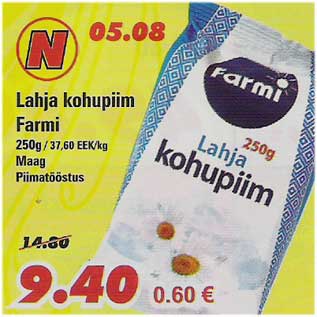 N 05.08
Lahja kohupiim
Farmi
250g / 37,60 EEK/kg
Maag
Piimatööstus
14.80
9.40 0.60 €
Farmi
250g
Lahja
kohupiim